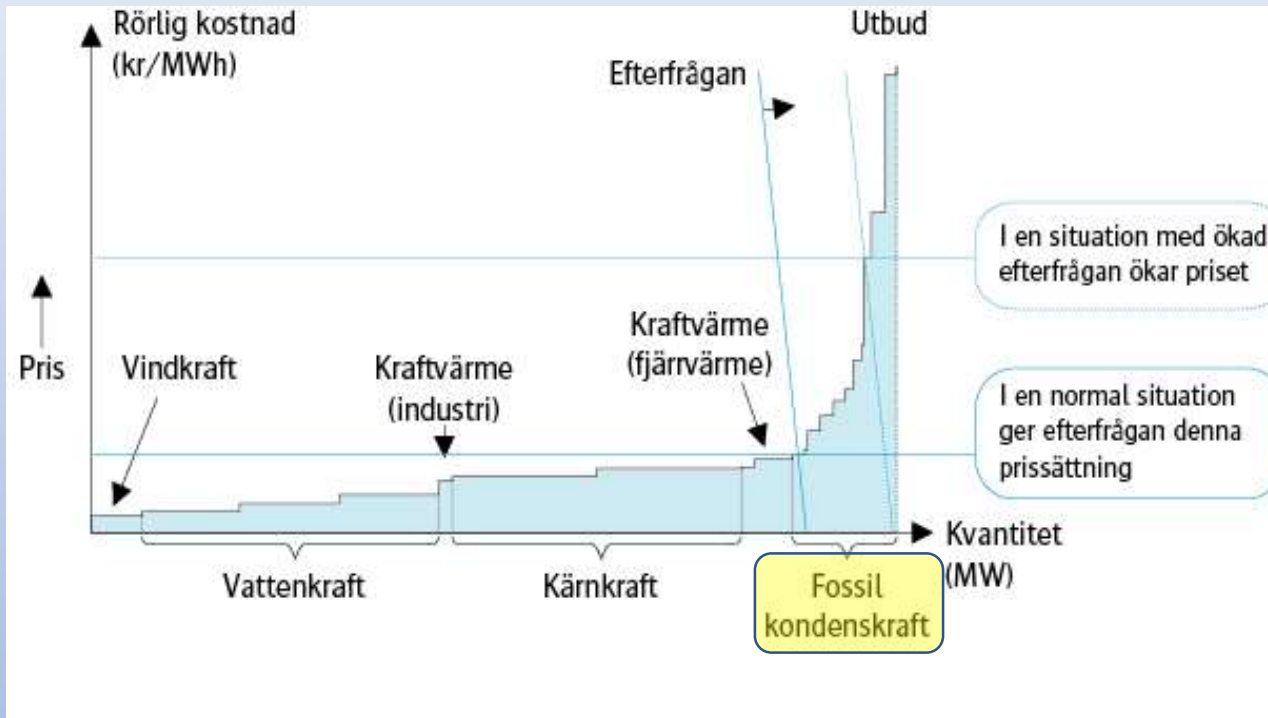 Rörlig kostnad
(kr/MWh)
Utbud
Efterfrågan
I en situation med ökad
efterfrågan ökar priset
Pris
Vindkraft
Kraftvärme
(industri)
Kraftvärme
(fjärrvärme)
I en normal situation
ger efterfrågan denna
prissättning
Kvantitet
(MW)
Vattenkraft
Kärnkraft
Fossil
kondenskraft